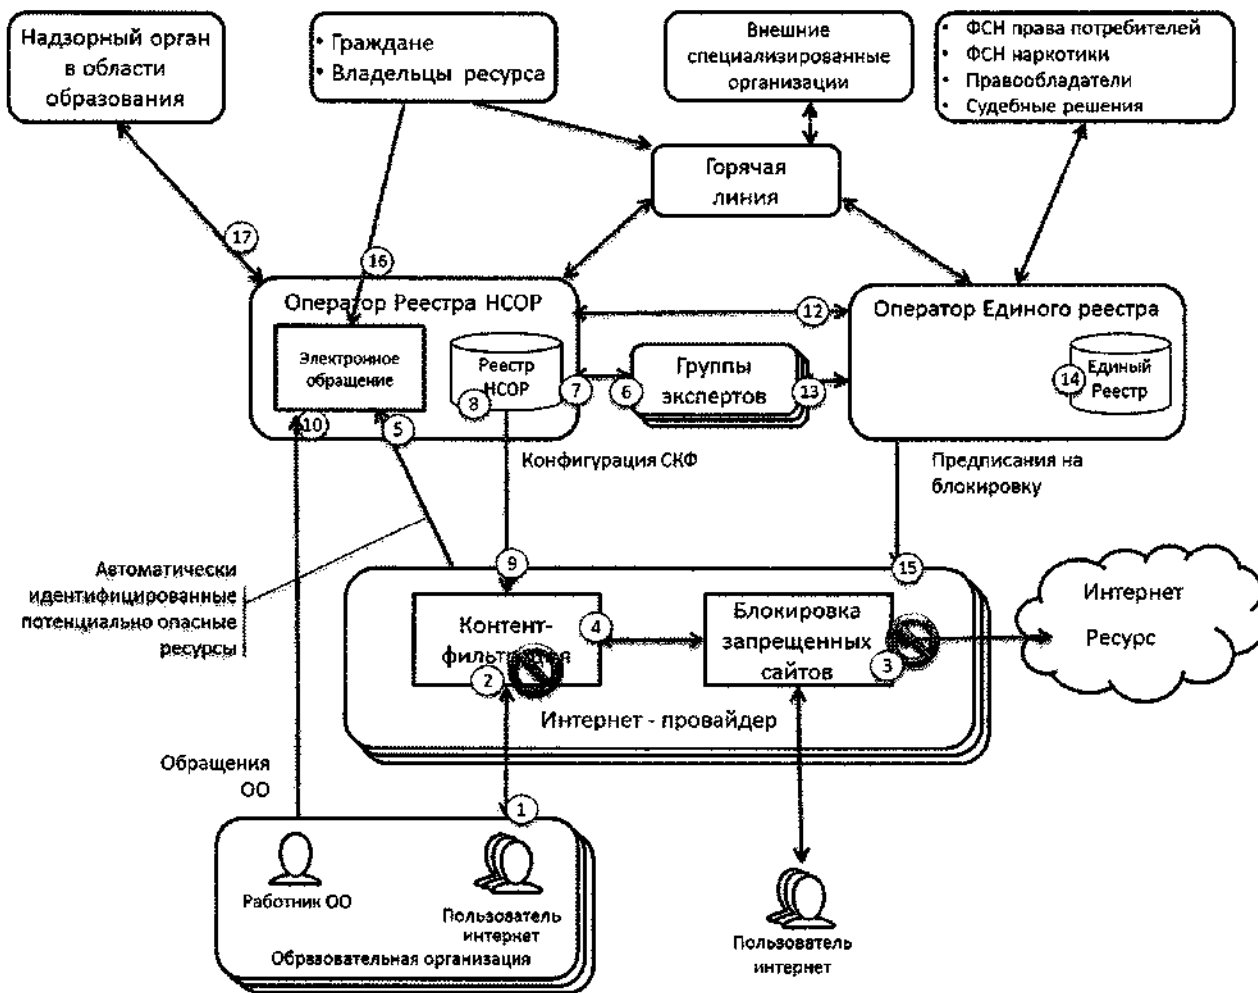 Надзорный орган
в области
образования
• Граждане
• Владельцы ресурса
Внешние
специализированные
организации
• ФСН права потребителей
• ФСН наркотики
• Правообладатели
• Судебные решения
Горячая
линия
17
16
Оператор Реестра НСОР
12
Оператор Единого реестра
Электронное
обращение
Реестр
НСОР
8
7
6
Группы
экспертов
13
14
Единый
Реестр
10
5
Конфигурация СКФ
Предписания на
блокировку
Автоматически
идентифицированные
потенциально опасные
ресурсы
9
15
Контент-
фильтрация
4
2
Блокировка
запрещенных
сайтов
3
Интернет
Ресурс
Интернет - провайдер
Обращения
ОО
1
Работник ОО
Пользователь
интернет
Образовательная организация
Пользователь
интернет